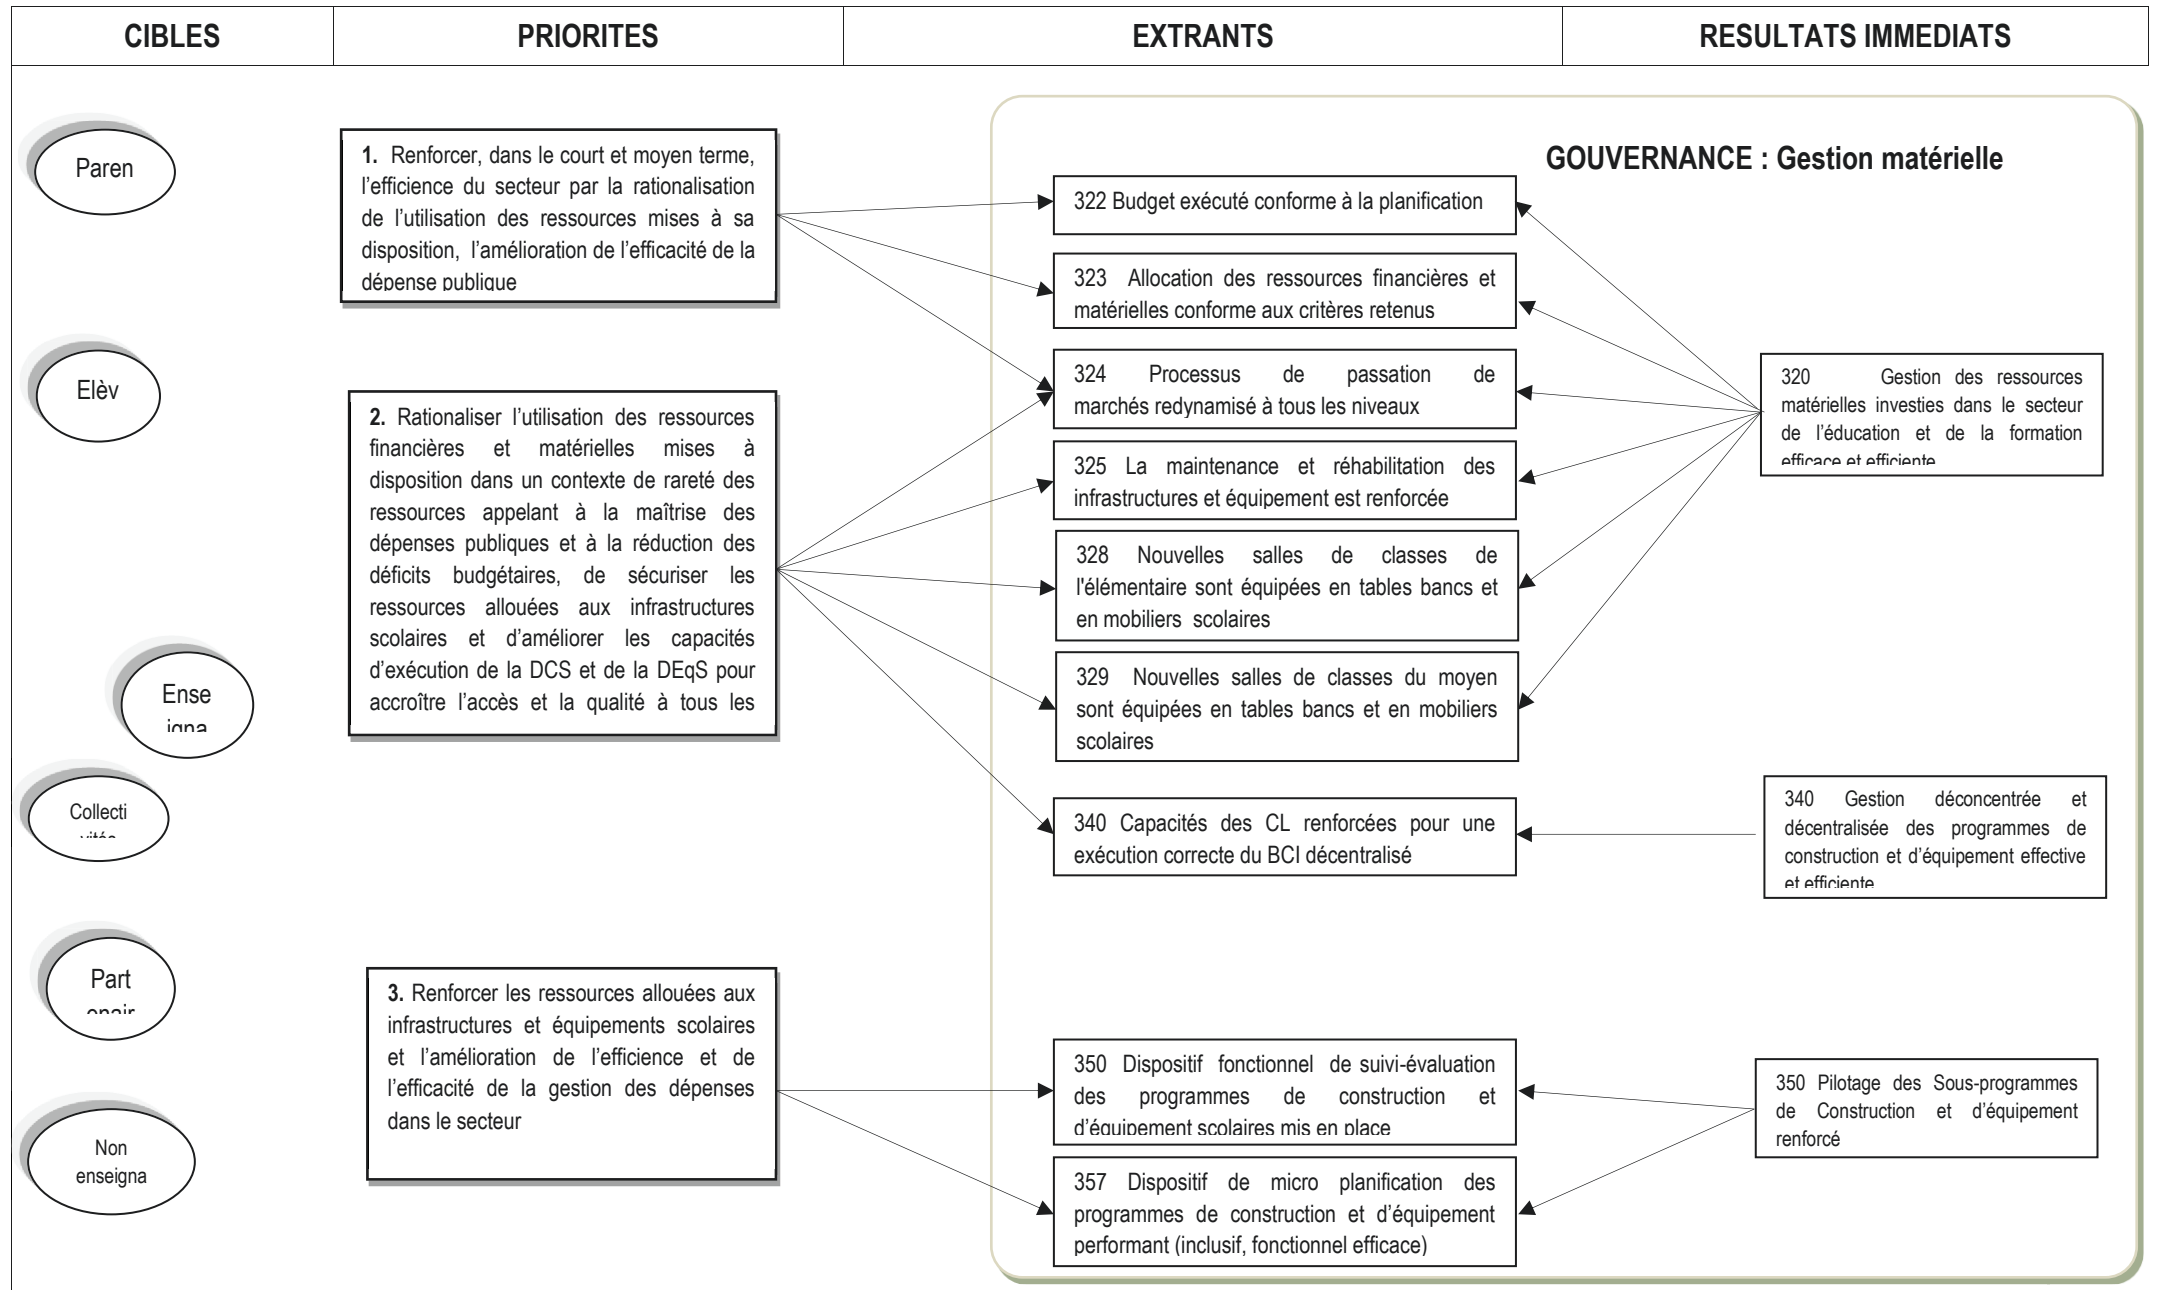 CIBLES
PRIORITES
EXTRANTS
RESULTATS IMMEDIATS
Paren
Elèv
Ense
igna
Collecti
vités
Part
enair
Non
enseigna
1. Renforcer, dans le court et moyen terme,
l’efficience du secteur par la rationalisation
de l’utilisation des ressources mises à sa
disposition, l’amélioration de l’efficacité de la
dépense publique
2. Rationaliser l’utilisation des ressources
financières et matérielles mises à
disposition dans un contexte de rareté des
ressources appelant à la maîtrise des
dépenses publiques et à la réduction des
déficits budgétaires, de sécuriser les
ressources allouées aux infrastructures
scolaires et d’améliorer les capacités
d’exécution de la DCS et de la DEqS pour
accroître l’accès et la qualité à tous les
3. Renforcer les ressources allouées aux
infrastructures et équipements scolaires
et l’amélioration de l’efficience et de
l’efficacité de la gestion des dépenses
dans le secteur
GOUVERNANCE : Gestion matérielle
322 Budget exécuté conforme à la planification
323 Allocation des ressources financières et
matérielles conforme aux critères retenus
324 Processus de passation de
marchés redynamisé à tous les niveaux
325 La maintenance et réhabilitation des
infrastructures et équipement est renforcée
328 Nouvelles salles de classes de
l'élémentaire sont équipées en tables bancs et
en mobiliers scolaires
329 Nouvelles salles de classes du moyen
sont équipées en tables bancs et en mobiliers
scolaires
340 Capacités des CL renforcées pour une
exécution correcte du BCI décentralisé
350 Dispositif fonctionnel de suivi-évaluation
des programmes de construction et
d’équipement scolaires mis en place
357 Dispositif de micro planification des
programmes de construction et d’équipement
performant (inclusif, fonctionnel efficace)
320 Gestion des ressources
matérielles investies dans le secteur
de l’éducation et de la formation
efficace et efficiente
340 Gestion déconcentrée et
décentralisée des programmes de
construction et d’équipement effective
et efficiente
350 Pilotage des Sous-programmes
de Construction et d’équipement
renforcé